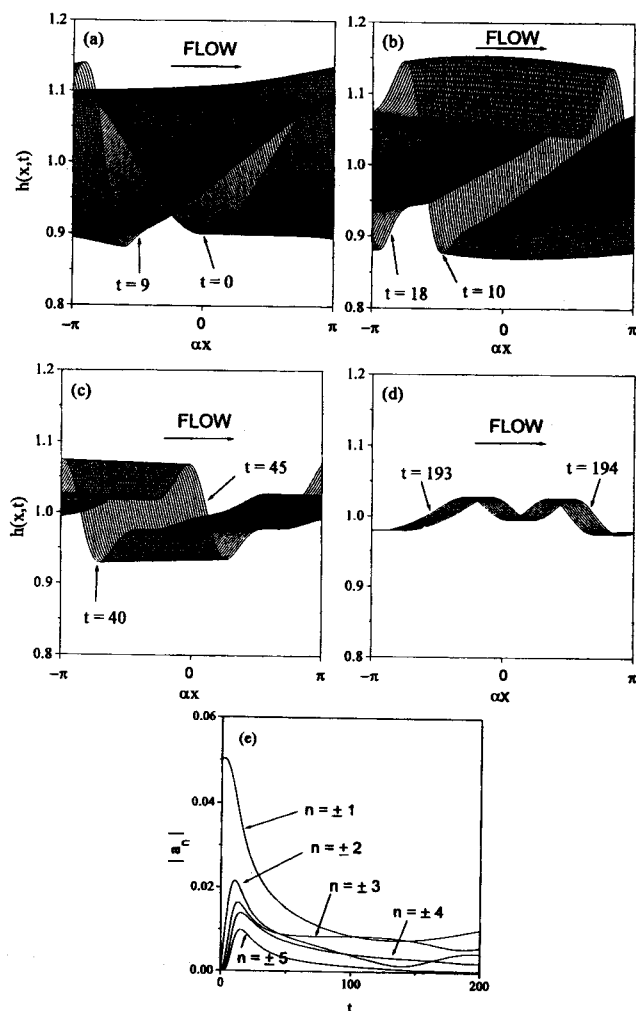 (a)
FLOW
1.2
1.1
1.0
0.9
0.8
h(x,t)
t = 9
t = 0
−π
0
π
αx
(b)
FLOW
1.2
1.1
1.0
0.9
0.8
t = 18
t = 10
−π
0
π
αx
(c)
FLOW
1.2
1.1
1.0
0.9
0.8
h(x,t)
t = 45
t = 40
−π
0
π
αx
(d)
FLOW
1.2
1.1
1.0
0.9
0.8
t = 193
t = 194
−π
0
π
αx
(e)
0.06
0.04
0.02
0.00
|a_n|
n = ± 1
n = ± 2
n = ± 3
n = ± 4
n = ± 5
0
100
200
t